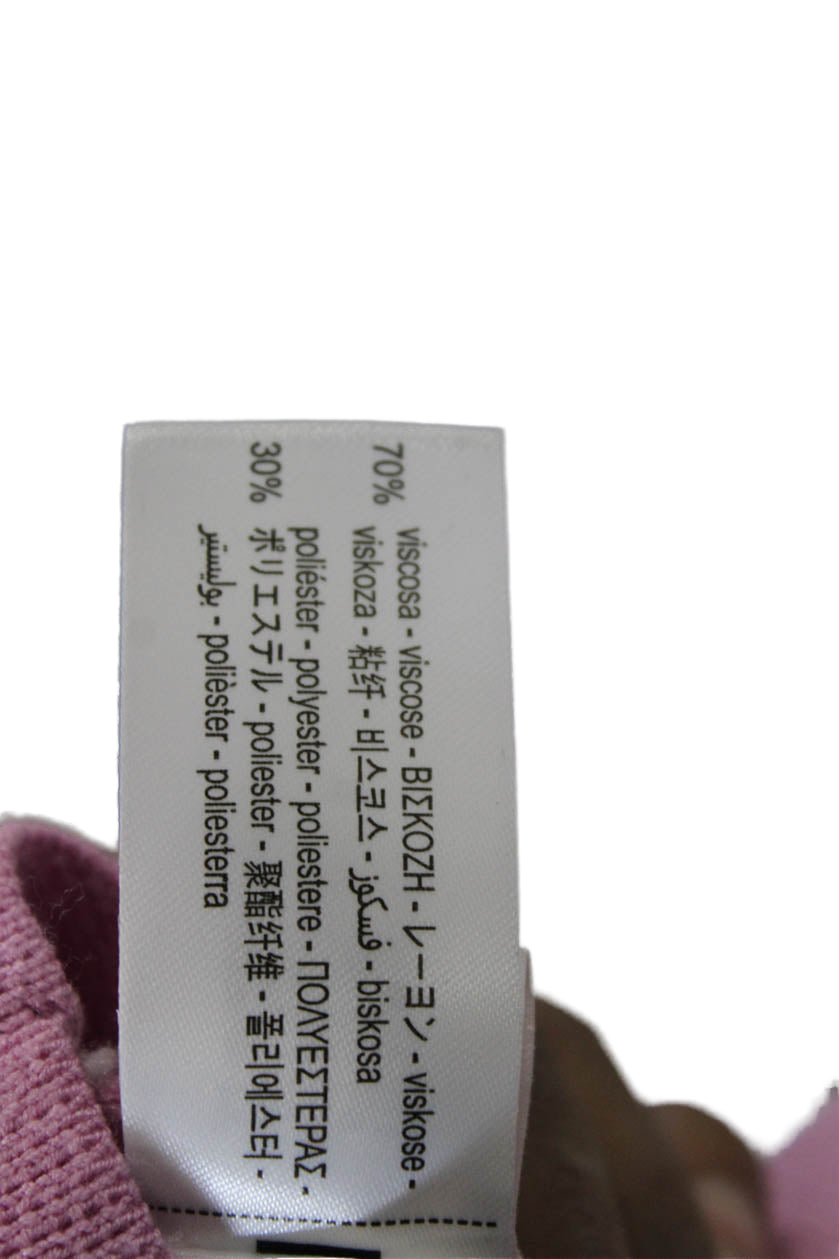 70% viscosa - viscose - ΒΙΣΚΟΖΗ - レーヨン - viskose -
viskoza - 粘纤 - 비스코스 - فسكوز - biskosa
poliéster - polyester - poliestere - ΠΟΛΥΕΣΤΕΡΑΣ -
30% ポリエステル - poliester - 聚酯纤维 - 폴리에스터 -
بوليستير - polièster - poliesterra